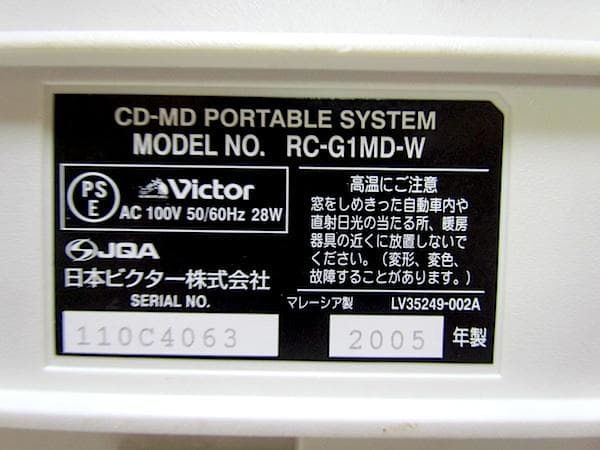 CD-MD PORTABLE SYSTEM
MODEL NO. RC-G1MD-W
PS
E
Victor
AC 100V 50/60Hz 28W
JQA
日本ビクター株式会社
高温にご注意
窓をしめきった自動車内や
直射日光の当たる所、暖房
器具の近くに放置しないで
ください。（変形、変色、
故障することがあります。）
SERIAL NO.
マレーシア製 LV35249-002A
110C4063
2005 年製